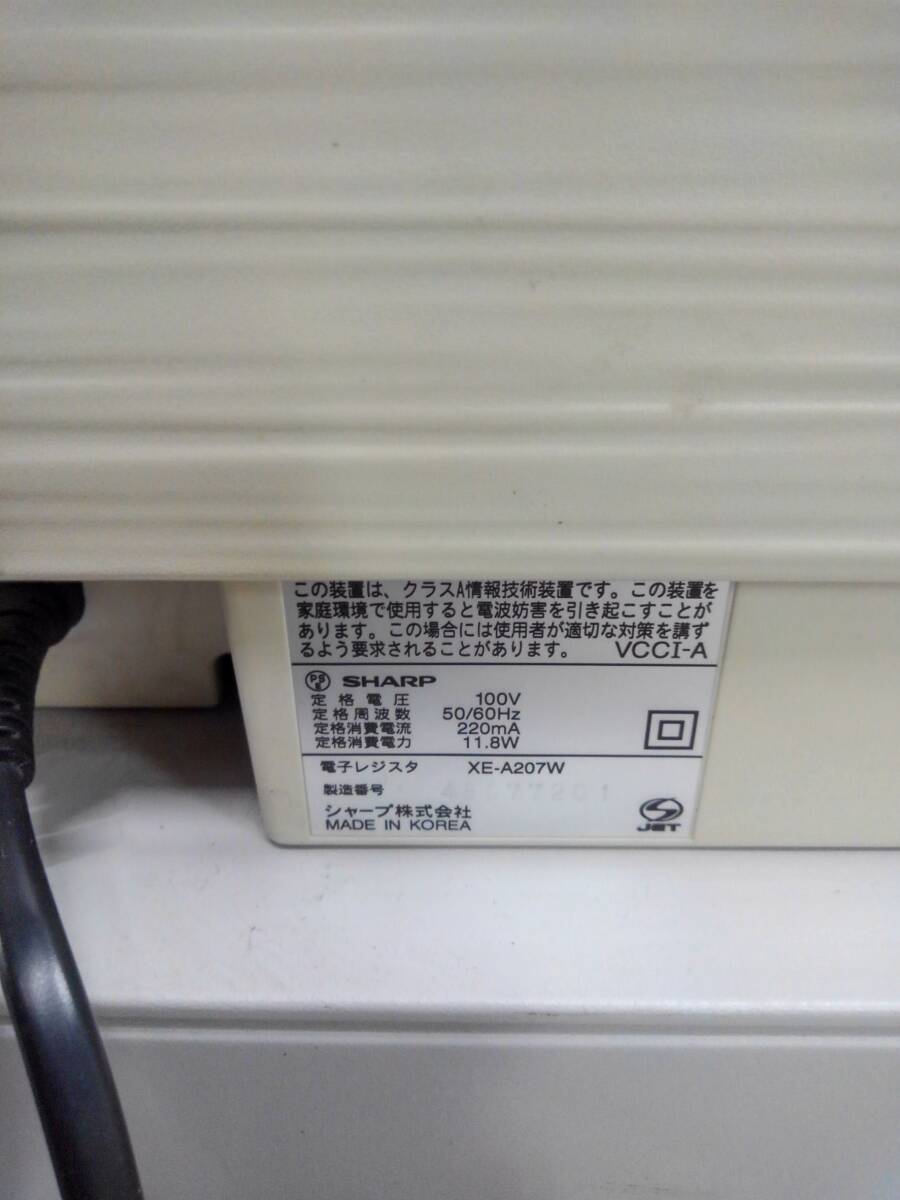 この装置は、クラスA情報技術装置です。この装置を
家庭環境で使用すると電波妨害を引き起こすことが
あります。この場合には使用者が適切な対策を講ず
るよう要求されることがあります。 VCCI-A
PS E SHARP
定格電圧 100V
定格周波数 50/60Hz
定格消費電流 220mA
定格消費電力 11.8W
電子レジスタ XE-A207W
製造番号
シャープ株式会社
MADE IN KOREA
JET